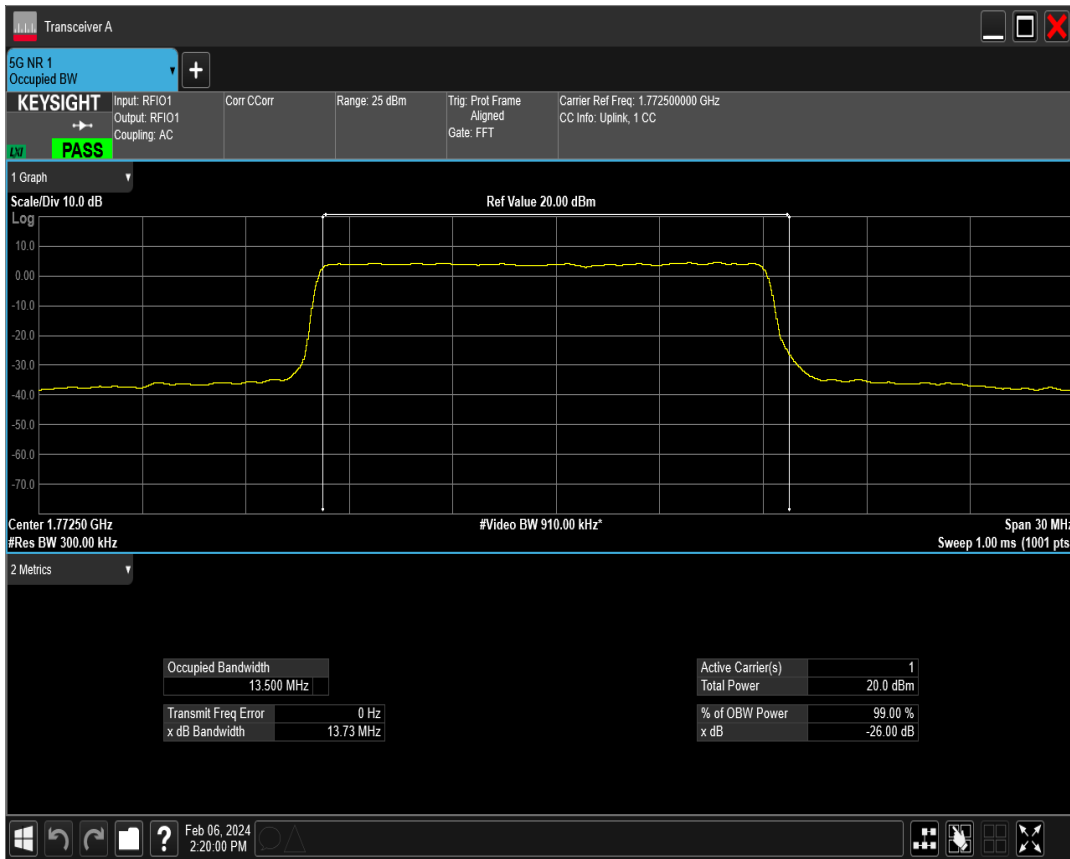 Transceiver A
5G NR 1
Occupied BW
+
KEYSIGHT
LXI
PASS
Input: RFIO1
Output: RFIO1
Coupling: AC
Corr CCorr
Range: 25 dBm
Trig: Prot Frame
Aligned
Gate: FFT
Carrier Ref Freq: 1.772500000 GHz
CC Info: Uplink, 1 CC
1 Graph
Scale/Div 10.0 dB
Ref Value 20.00 dBm
Log
10.0
0.00
-10.0
-20.0
-30.0
-40.0
-50.0
-60.0
-70.0
Center 1.77250 GHz
#Video BW 910.00 kHz*
Span 30 MHz
#Res BW 300.00 kHz
Sweep 1.00 ms (1001 pts
2 Metrics
Occupied Bandwidth
13.500 MHz
Transmit Freq Error 0 Hz
x dB Bandwidth 13.73 MHz
Active Carrier(s) 1
Total Power 20.0 dBm
% of OBW Power 99.00 %
x dB -26.00 dB
?
Feb 06, 2024
2:20:00 PM